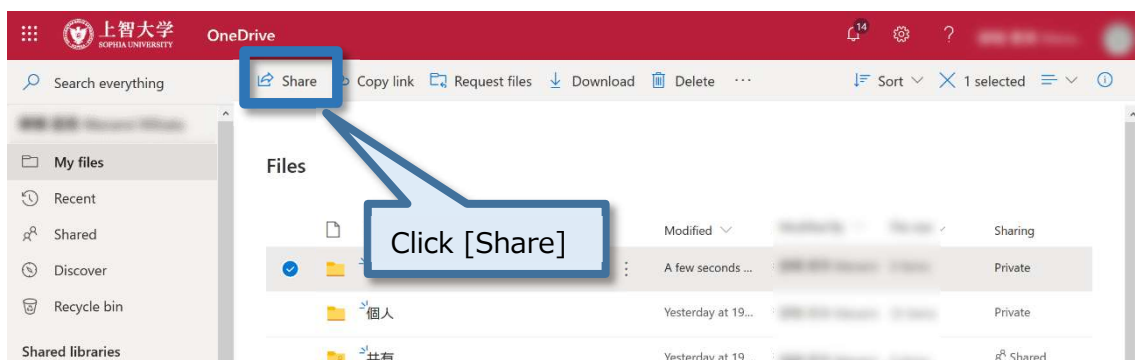 上智大学
SOPHIA UNIVERSITY
OneDrive
14
?
Search everything
Share
Copy link
Request files
Download
Delete
...
Sort
1 selected
My files
Recent
Shared
Discover
Recycle bin
Shared libraries
Files
Click [Share]
Modified
Sharing
A few seconds ...
Private
個人
Yesterday at 19...
Private
共有
Yesterday at 19
Shared